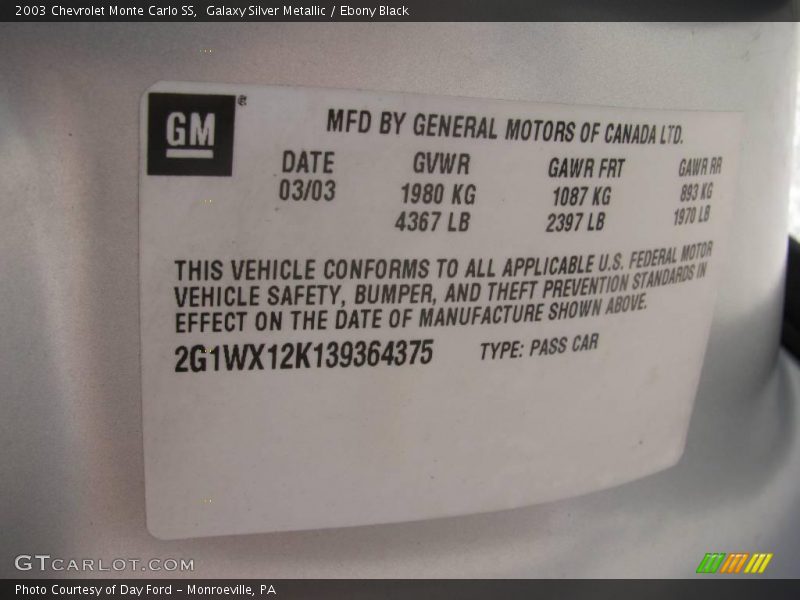 2003 Chevrolet Monte Carlo SS, Galaxy Silver Metallic / Ebony Black
GM®
MFD BY GENERAL MOTORS OF CANADA LTD.
DATE GVWR GAWR FRT GAWR RR
03/03 1980 KG 1087 KG 893 KG
4367 LB 2397 LB 1970 LB
THIS VEHICLE CONFORMS TO ALL APPLICABLE U.S. FEDERAL MOTOR
VEHICLE SAFETY, BUMPER, AND THEFT PREVENTION STANDARDS IN
EFFECT ON THE DATE OF MANUFACTURE SHOWN ABOVE.
2G1WX12K139364375 TYPE: PASS CAR
GTCARLOT.COM
Photo Courtesy of Day Ford – Monroeville, PA